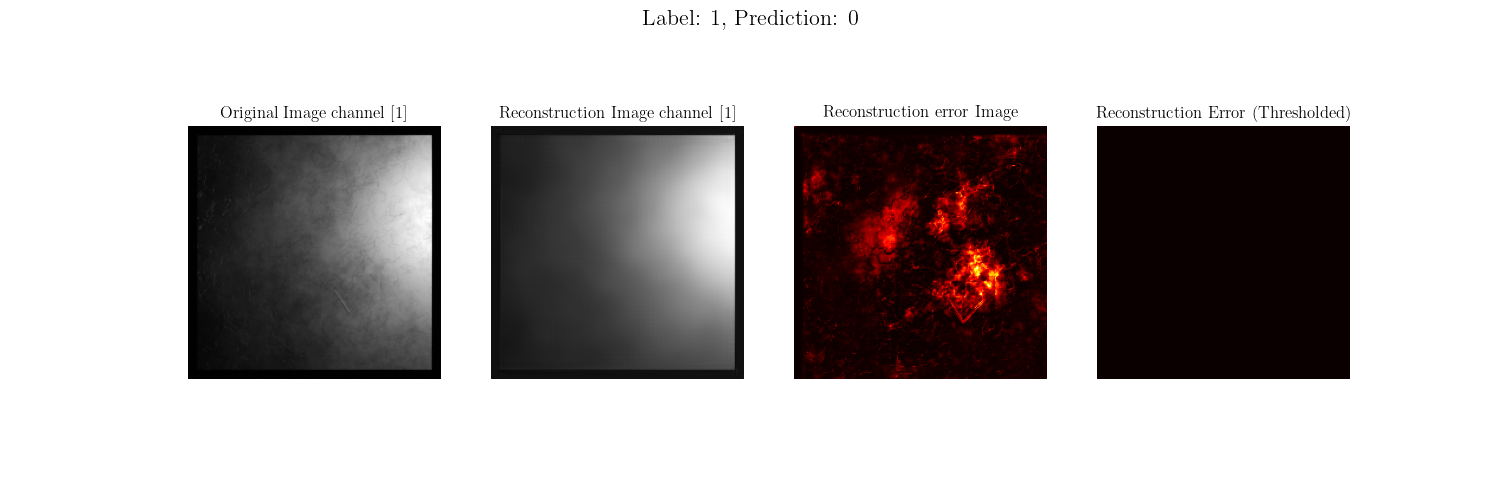 Label: 1, Prediction: 0
Original Image channel [1]
Reconstruction Image channel [1]
Reconstruction error Image
Reconstruction Error (Thresholded)